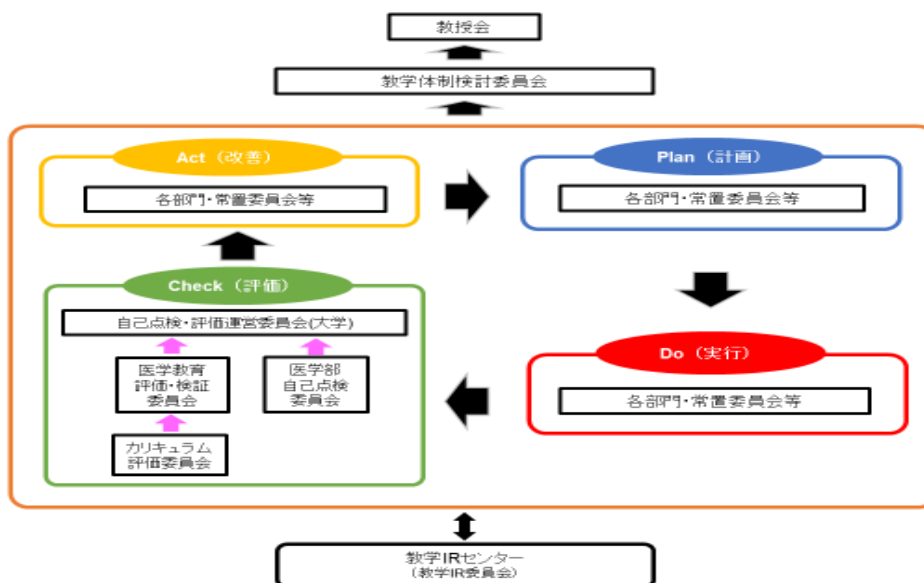 教授会
教学体制検討委員会
Act（改善）
各部門・常置委員会等
Plan（計画）
各部門・常置委員会等
Check（評価）
自己点検・評価運営委員会(大学)
医学教育
評価・検証
委員会
医学部
自己点検
委員会
カリキュラム
評価委員会
Do（実行）
各部門・常置委員会等
教学IRセンター
（教学IR委員会）